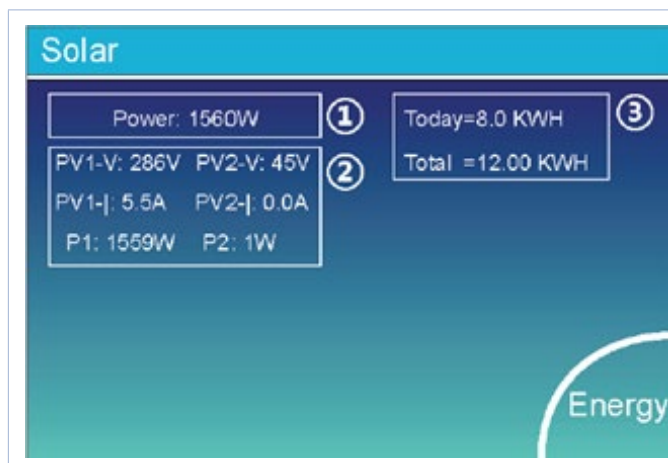 Solar
Power: 1560W ①
PV1-V: 286V PV2-V: 45V ②
PV1-|: 5.5A PV2-|: 0.0A
P1: 1559W P2: 1W
Today=8.0 KWH ③
Total =12.00 KWH
Energy